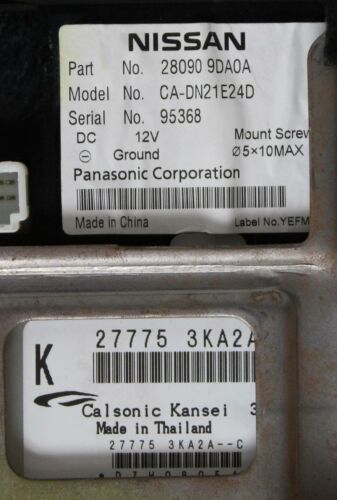 NISSAN
Part No. 28090 9DA0A
Model No. CA-DN21E24D
Serial No. 95368
DC 12V Mount Screw
⊖ Ground Ø5×10MAX
Panasonic Corporation
Made in China Label No.YEFM
27775 3KA2A
K
Calsonic Kansei 3
Made in Thailand
27775 3KA2A--C